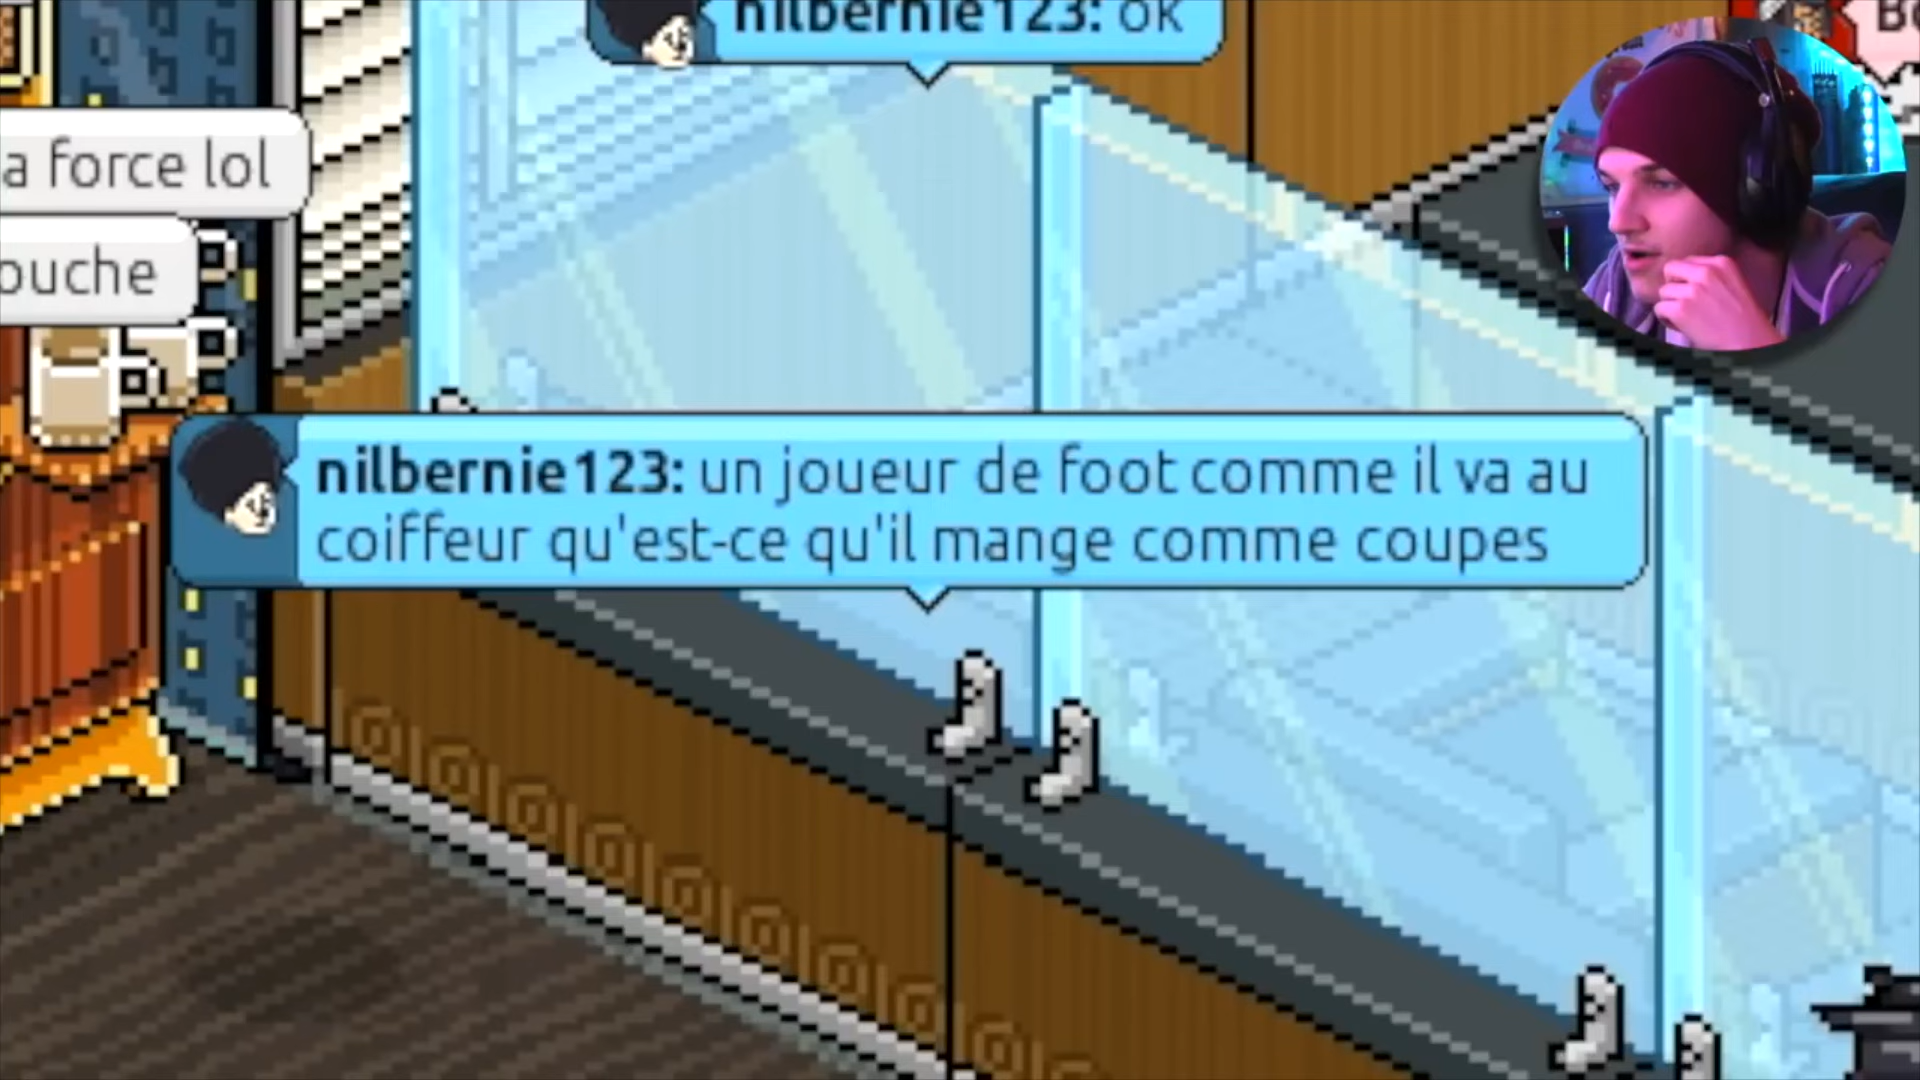 nilbernie123: ok
a force lol
ouche
nilbernie123: un joueur de foot comme il va au
coiffeur qu'est-ce qu'il mange comme coupes